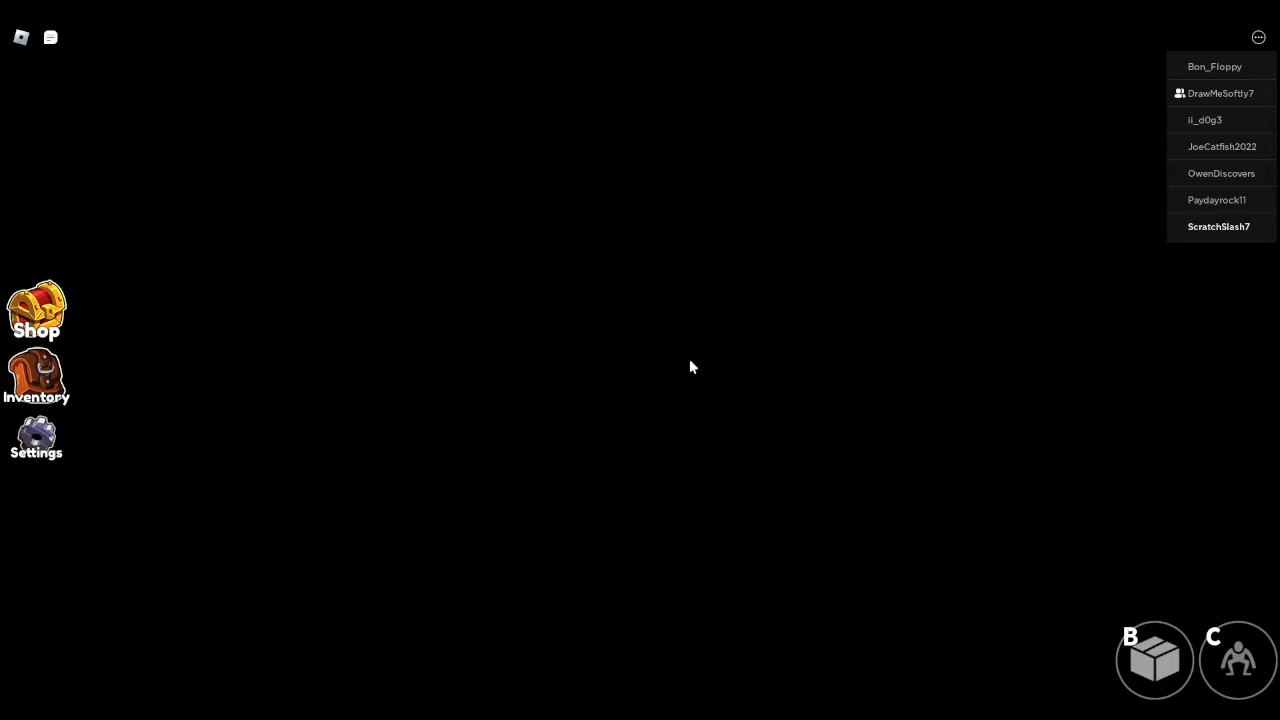 Bon_Floppy
DrawMeSoftly7
ii_d0g3
JoeCatfish2022
OwenDiscovers
Paydayrock11
ScratchSlash7
Shop
Inventory
Settings
B
C